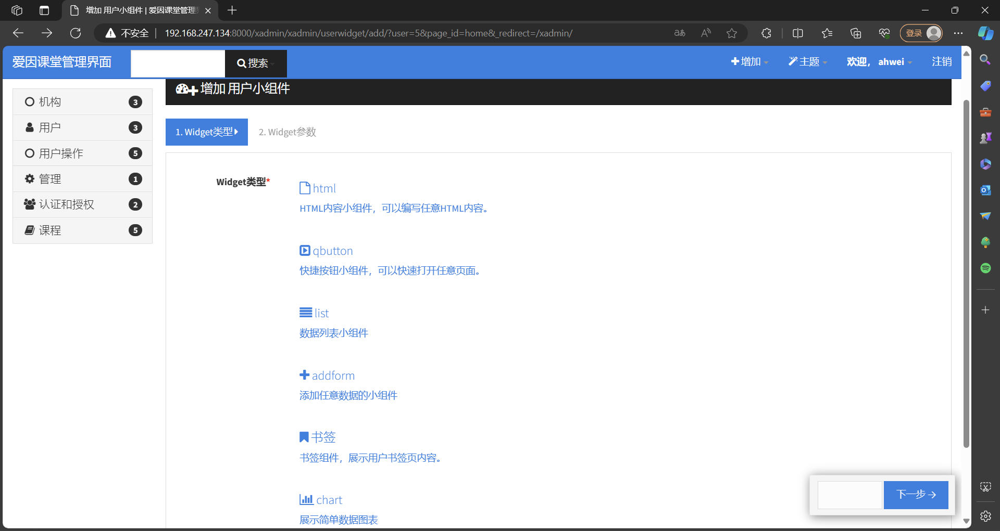 增加 用户小组件 | 爱因课堂管理
不安全
192.168.247.134:8000/xadmin/xadmin/userwidget/add/?user=5&page_id=home&_redirect=/xadmin/
aあ
A
登录
爱因课堂管理界面
搜索
增加
主题
欢迎， ahwei
注销
增加 用户小组件
机构 3
用户 3
用户操作 5
管理 1
认证和授权 2
课程 5
1. Widget类型
2. Widget参数
Widget类型*
html
HTML内容小组件，可以编写任意HTML内容。
qbutton
快捷按钮小组件，可以快速打开任意页面。
list
数据列表小组件
addform
添加任意数据的小组件
书签
书签组件，展示用户书签页内容。
chart
展示简单数据图表
下一步